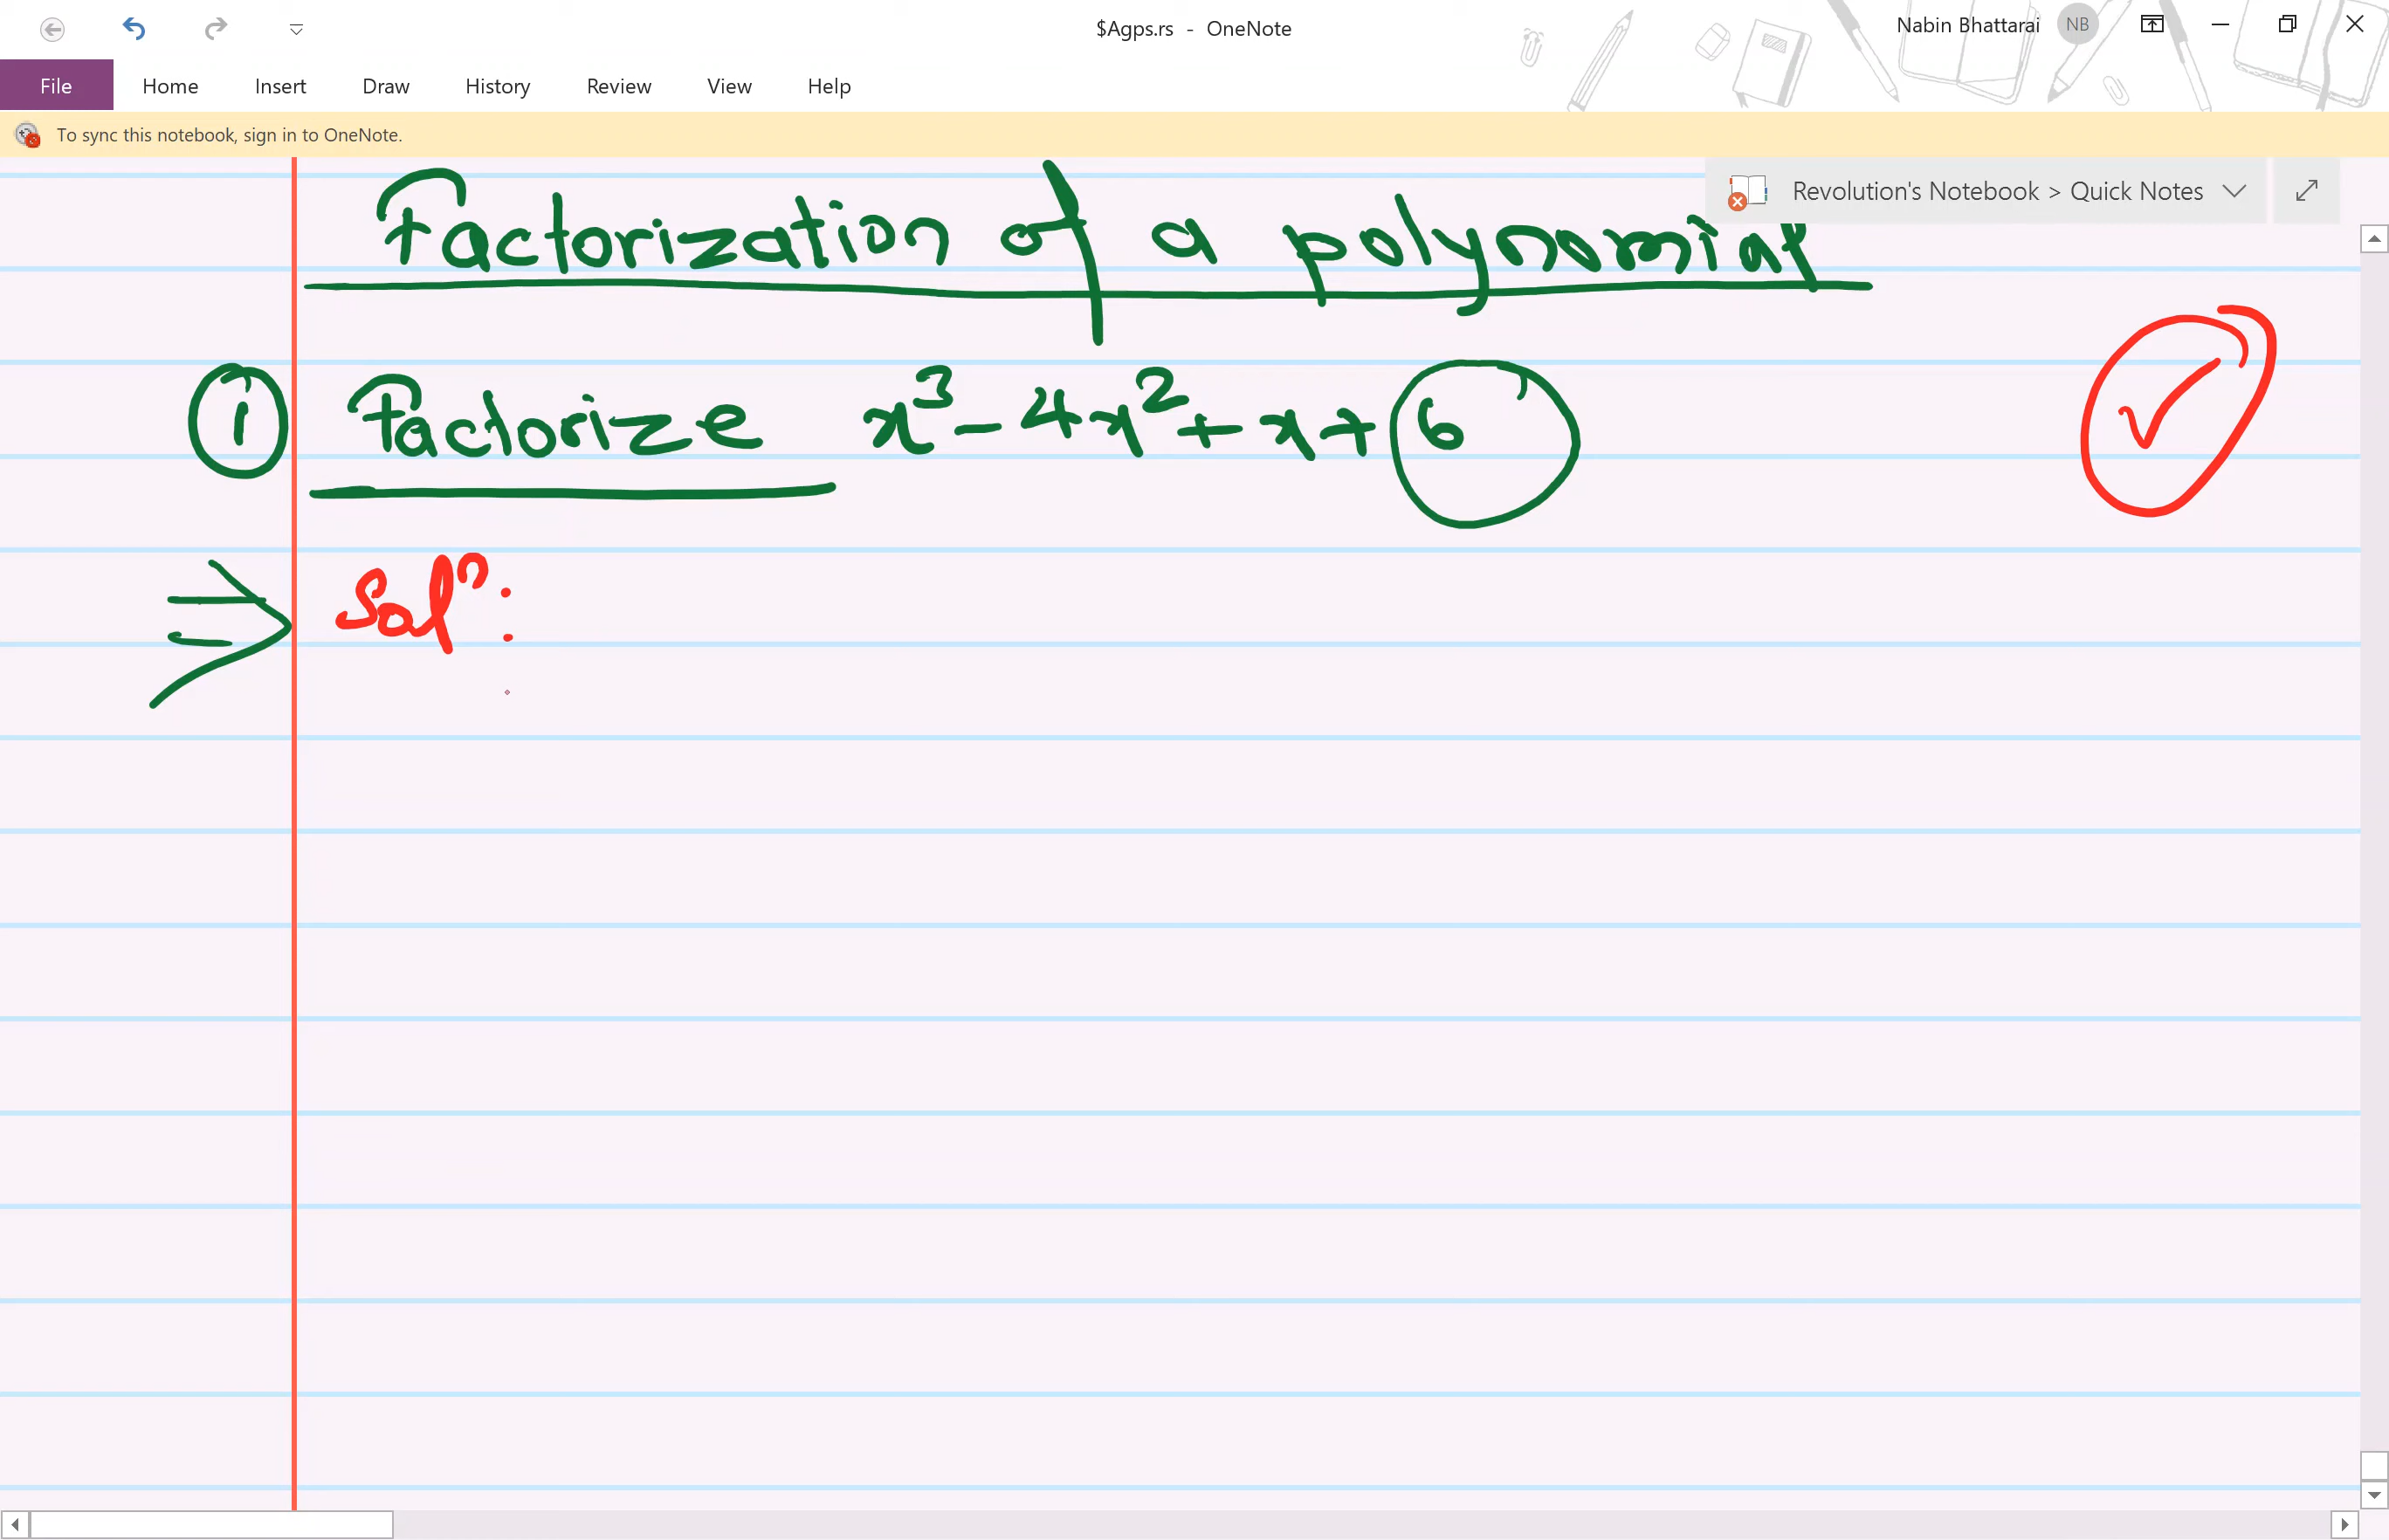 $Agps.rs - OneNote
Nabin Bhattarai NB
File Home Insert Draw History Review View Help
To sync this notebook, sign in to OneNote.
Revolution's Notebook > Quick Notes
Factorization of a polynomial
1 Factorize x³ - 4x² + x + 6
Solⁿ: